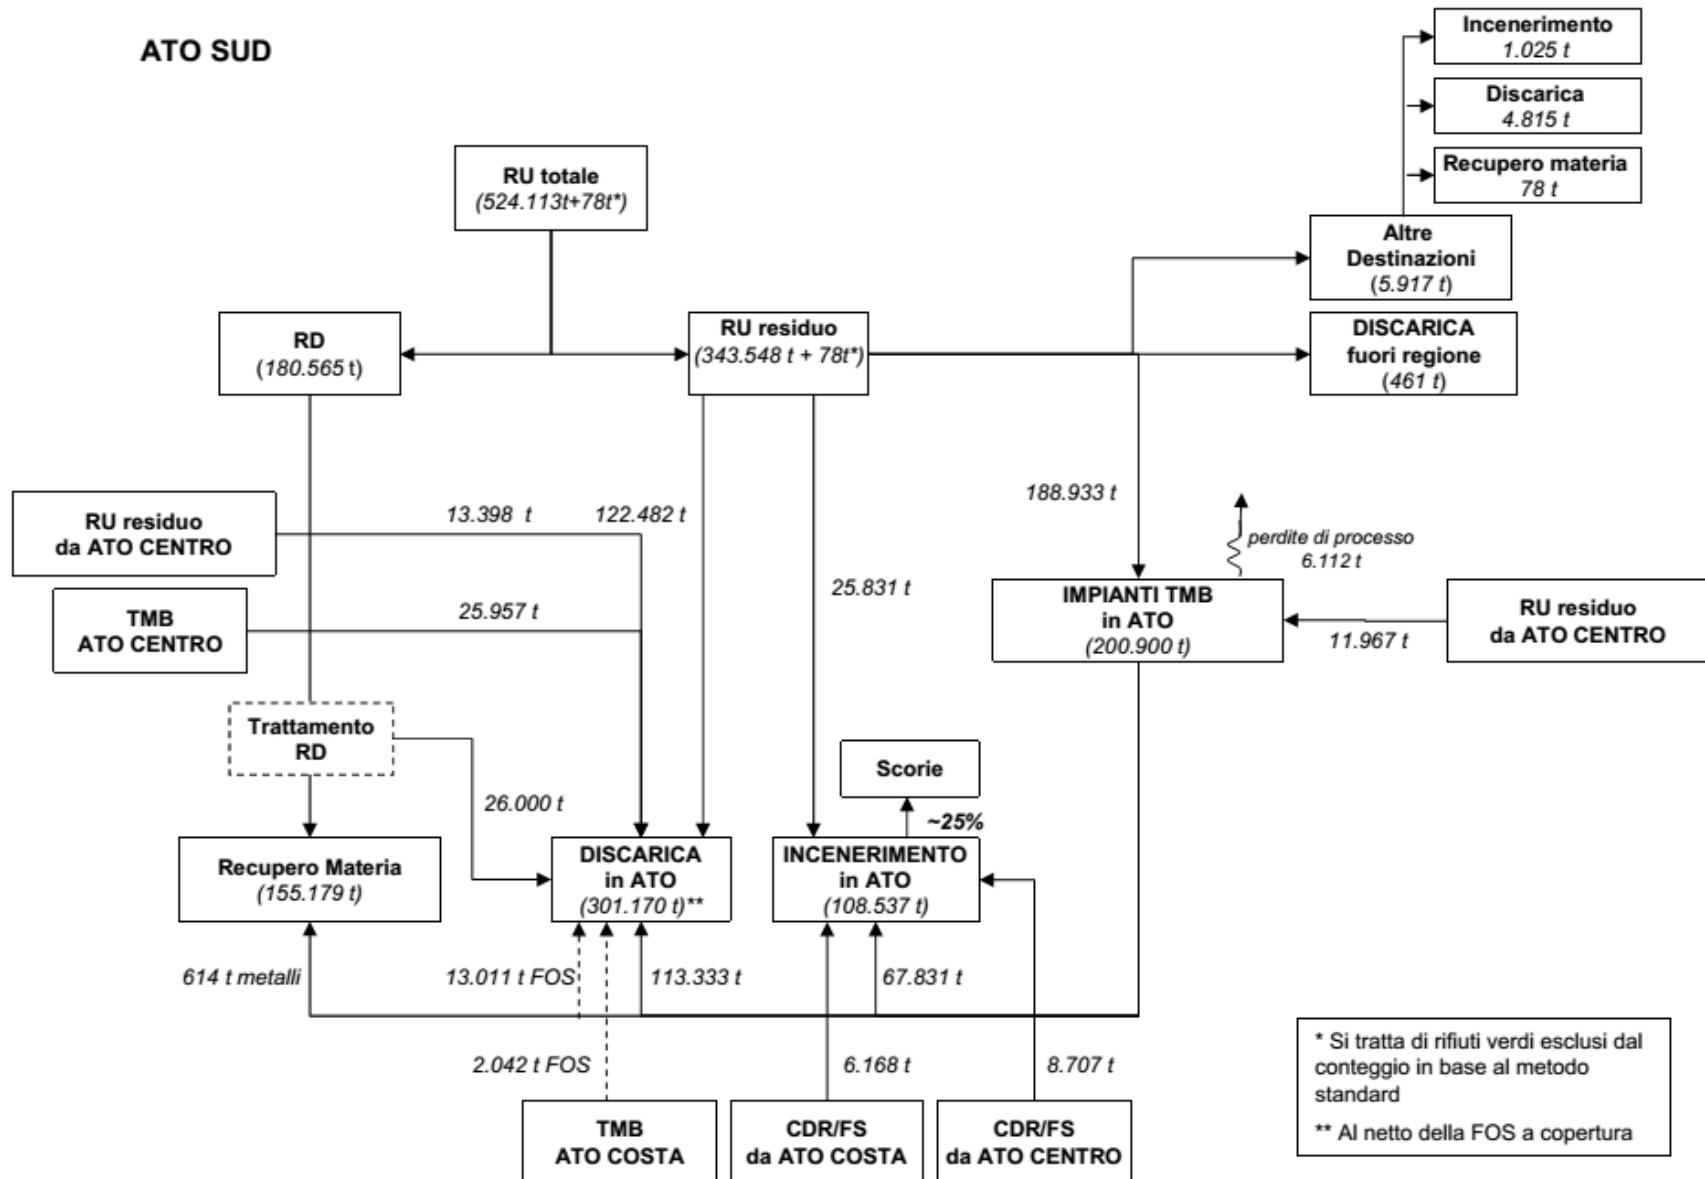 ATO SUD
Incenerimento
1.025 t
Discarica
4.815 t
Recupero materia
78 t
RU totale
(524.113t+78t*)
Altre
Destinazioni
(5.917 t)
RD
(180.565 t)
RU residuo
(343.548 t + 78t*)
DISCARICA
fuori regione
(461 t)
188.933 t
RU residuo
da ATO CENTRO
13.398 t
122.482 t
perdite di processo
6.112 t
TMB
ATO CENTRO
25.957 t
25.831 t
IMPIANTI TMB
in ATO
(200.900 t)
11.967 t
RU residuo
da ATO CENTRO
Trattamento
RD
26.000 t
Scorie
~25%
Recupero Materia
(155.179 t)
DISCARICA
in ATO
(301.170 t)**
INCENERIMENTO
in ATO
(108.537 t)
614 t metalli
13.011 t FOS
113.333 t
67.831 t
2.042 t FOS
6.168 t
8.707 t
TMB
ATO COSTA
CDR/FS
da ATO COSTA
CDR/FS
da ATO CENTRO
* Si tratta di rifiuti verdi esclusi dal
conteggio in base al metodo
standard
** Al netto della FOS a copertura